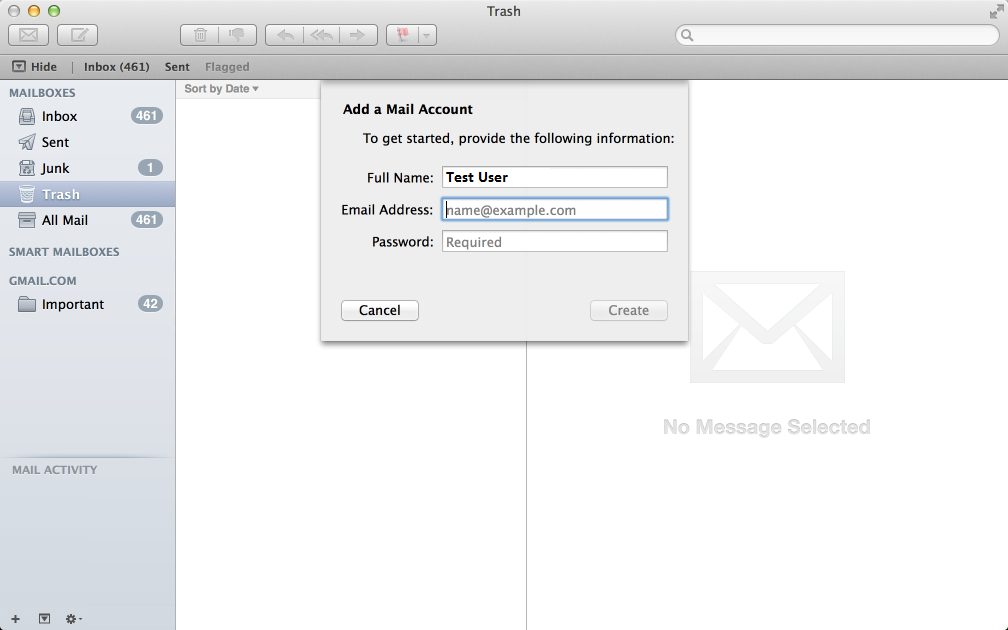 Trash
Hide | Inbox (461) Sent Flagged
MAILBOXES
Inbox 461
Sent
Junk 1
Trash
All Mail 461
SMART MAILBOXES
GMAIL.COM
Important 42
MAIL ACTIVITY
Sort by Date ▾
Add a Mail Account
To get started, provide the following information:
Full Name: Test User
Email Address: name@example.com
Password: Required
Cancel Create
No Message Selected